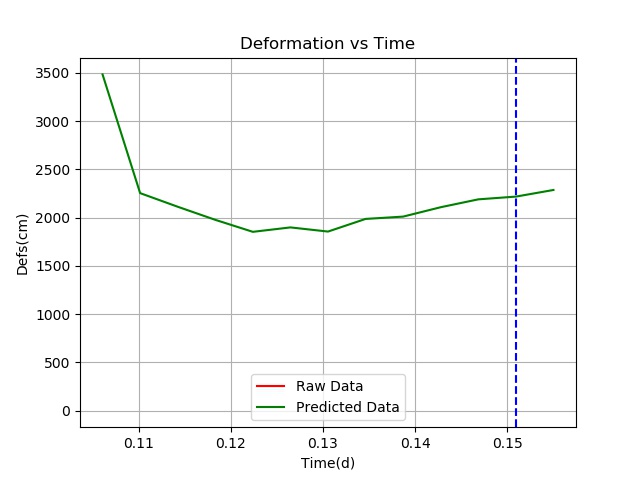 Deformation vs Time
3500
3000
2500
2000
1500
1000
500
0
Defs(cm)
Raw Data
Predicted Data
0.11 0.12 0.13 0.14 0.15
Time(d)